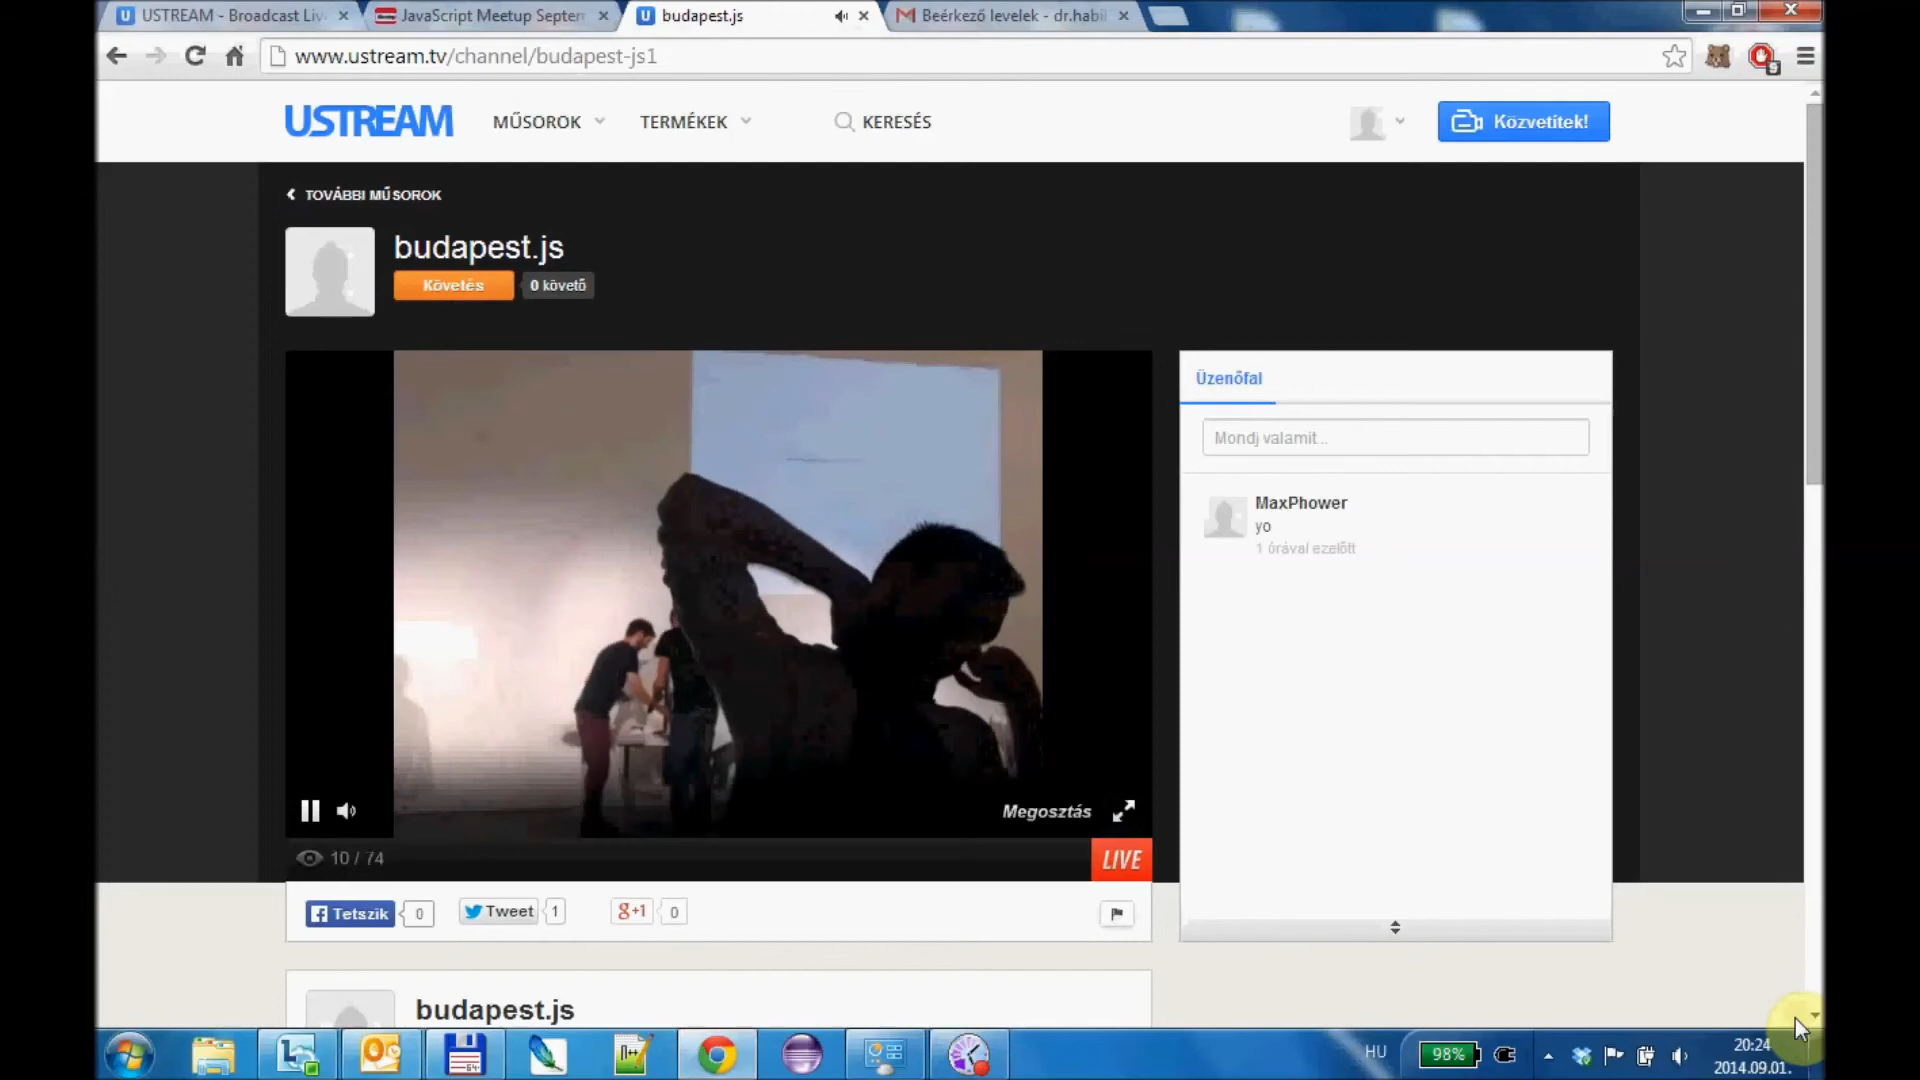 USTREAM - Broadcast Liv
JavaScript Meetup Septem
budapest.js
Beérkező levelek - dr.habil
www.ustream.tv/channel/budapest-js1
USTREAM
MŰSOROK
TERMÉKEK
KERESÉS
Közvetítek!
TOVÁBBI MŰSOROK
budapest.js
Követés
0 követő
Üzenőfal
Mondj valamit...
MaxPhower
yo
1 órával ezelőtt
Megosztás
10 / 74
LIVE
Tetszik
0
Tweet
1
g+1
0
budapest.js
HU
98%
20:24
2014.09.01.